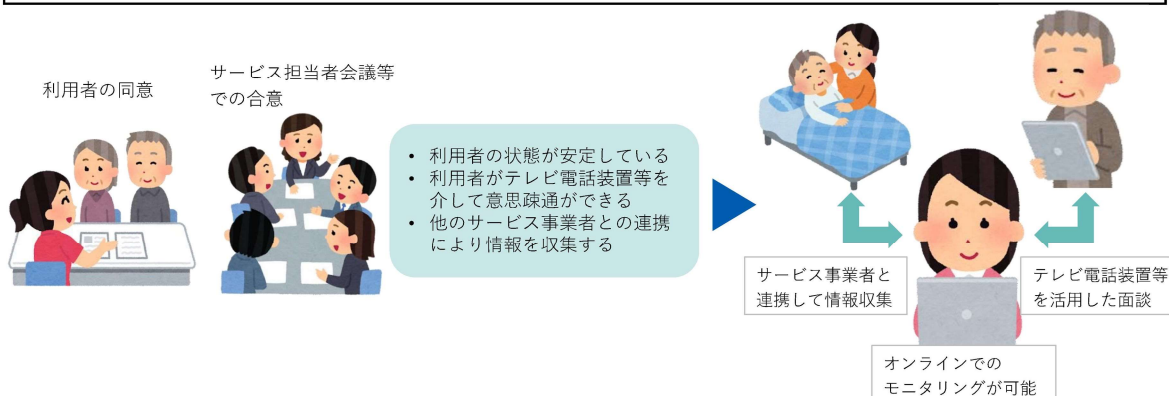 利用者の同意
サービス担当者会議等
での合意
• 利用者の状態が安定している
• 利用者がテレビ電話装置等を
介して意思疎通ができる
• 他のサービス事業者との連携
により情報を収集する
サービス事業者と
連携して情報収集
テレビ電話装置等
を活用した面談
オンラインでの
モニタリングが可能